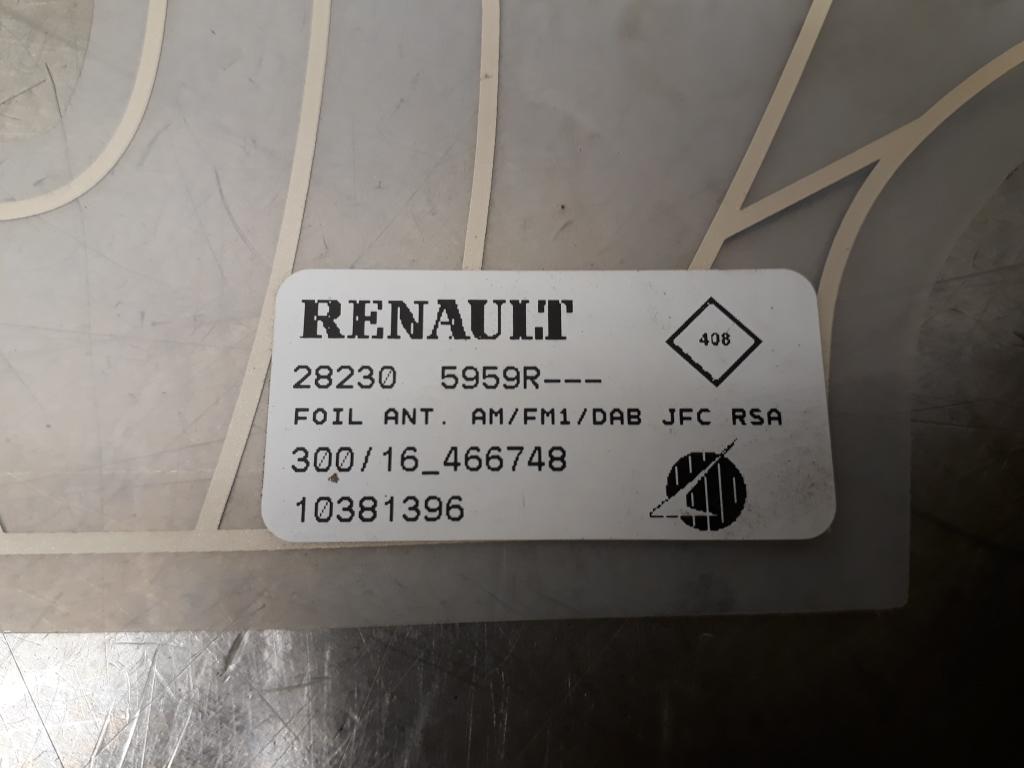 RENAULT
408
28230 5959R---
FOIL ANT. AM/FM1/DAB JFC RSA
300/16_466748
10381396